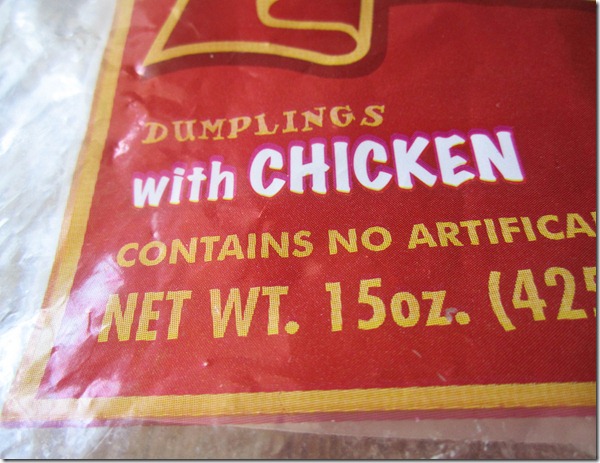 DUMPLINGS
with CHICKEN
CONTAINS NO ARTIFICA
NET WT. 15oz. (425